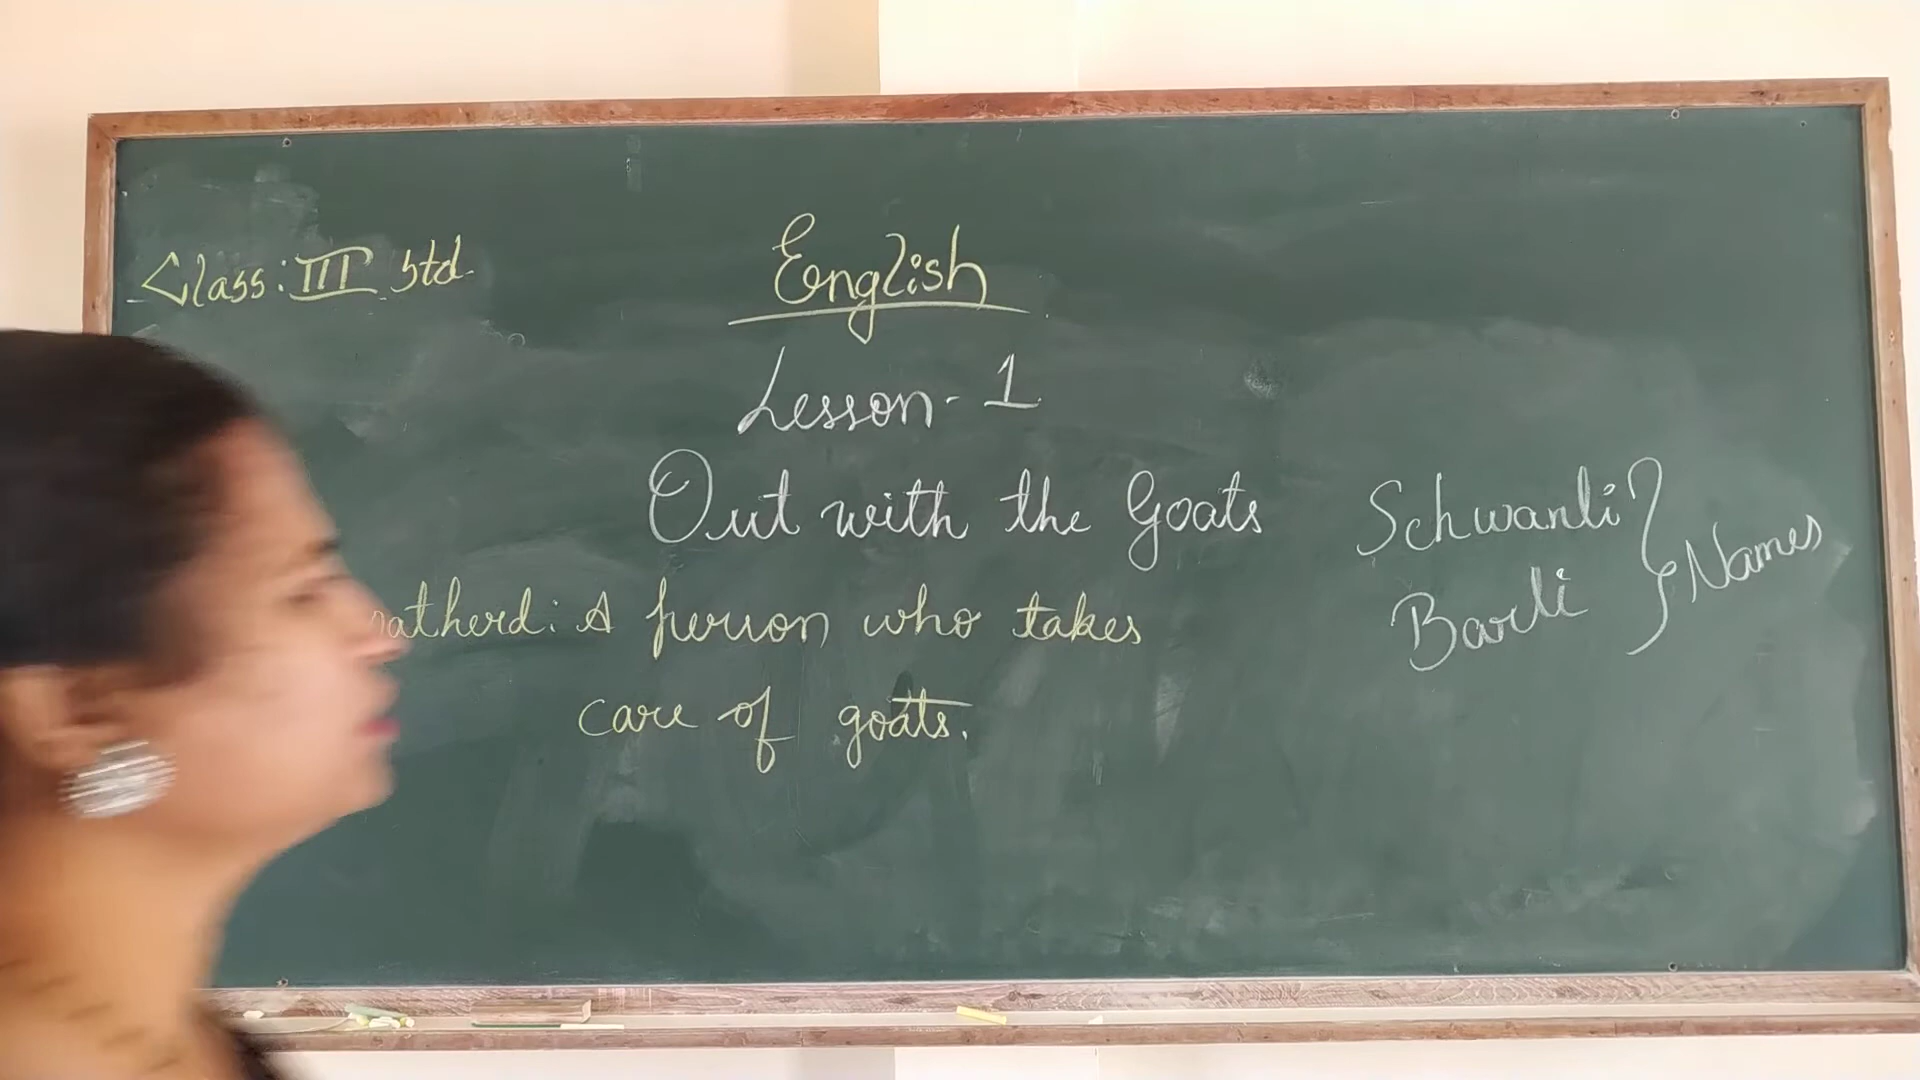 Class: III std.
English
Lesson - 1
Out with the Goats
Schwanli
Barli
} Names
oatherd: A person who takes
care of goats.